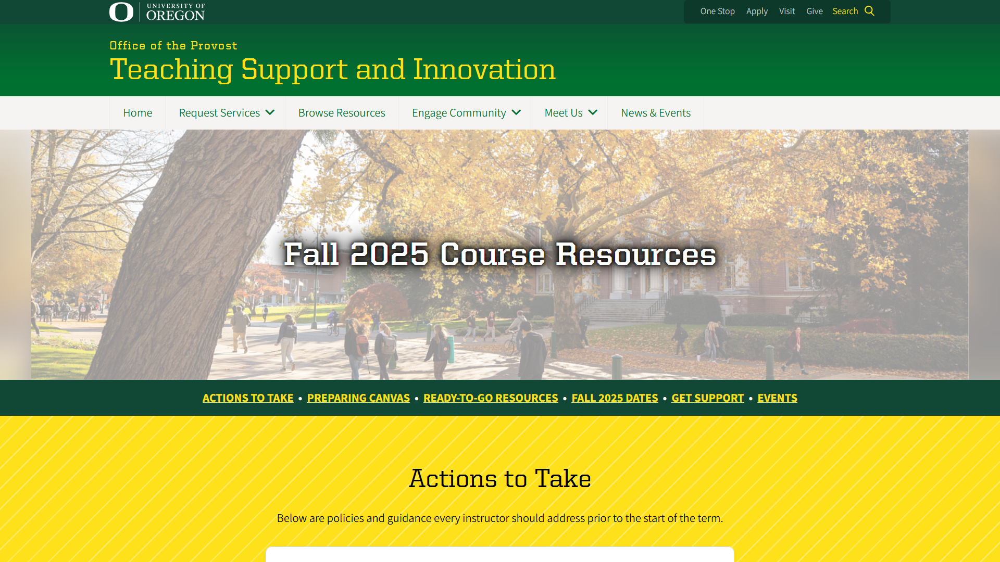 UNIVERSITY OF
OREGON
One Stop Apply Visit Give Search
Office of the Provost
Teaching Support and Innovation
Home Request Services Browse Resources Engage Community Meet Us News & Events
Fall 2025 Course Resources
ACTIONS TO TAKE • PREPARING CANVAS • READY-TO-GO RESOURCES • FALL 2025 DATES • GET SUPPORT • EVENTS
Actions to Take
Below are policies and guidance every instructor should address prior to the start of the term.